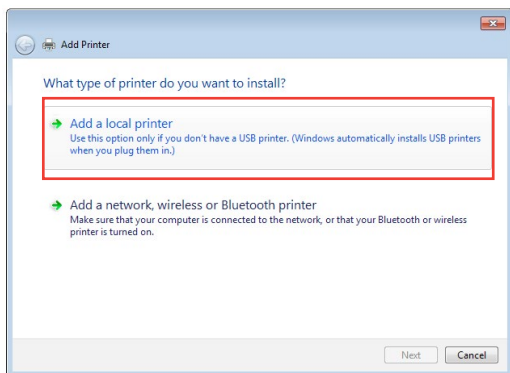 Add Printer
What type of printer do you want to install?
Add a local printer
Use this option only if you don't have a USB printer. (Windows automatically installs USB printers
when you plug them in.)
Add a network, wireless or Bluetooth printer
Make sure that your computer is connected to the network, or that your Bluetooth or wireless
printer is turned on.
Next Cancel